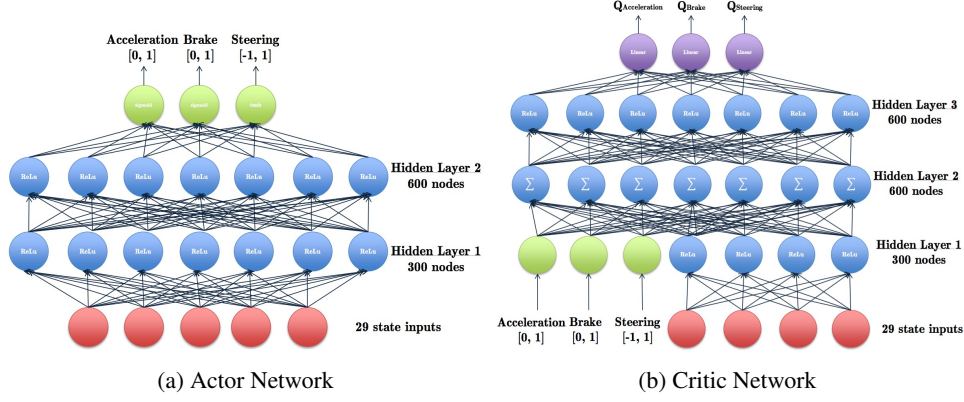 Acceleration Brake Steering
[0, 1] [0, 1] [-1, 1]
sigmoid sigmoid tanh
ReLu ReLu ReLu ReLu ReLu ReLu ReLu
Hidden Layer 2
600 nodes
ReLu ReLu ReLu ReLu ReLu ReLu ReLu
Hidden Layer 1
300 nodes
29 state inputs
(a) Actor Network
QAcceleration QBrake QSteering
Linear Linear Linear
ReLu ReLu ReLu ReLu ReLu ReLu ReLu
Hidden Layer 3
600 nodes
∑ ∑ ∑ ∑ ∑ ∑ ∑
Hidden Layer 2
600 nodes
ReLu ReLu ReLu ReLu
Hidden Layer 1
300 nodes
Acceleration Brake Steering
[0, 1] [0, 1] [-1, 1]
29 state inputs
(b) Critic Network